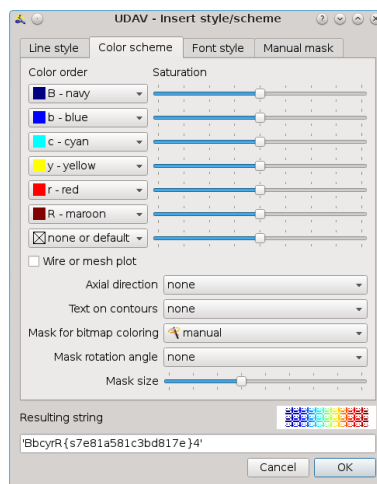 UDAV - Insert style/scheme
Line style Color scheme Font style Manual mask
Color order Saturation
B - navy
b - blue
c - cyan
y - yellow
r - red
R - maroon
none or default
Wire or mesh plot
Axial direction none
Text on contours none
Mask for bitmap coloring manual
Mask rotation angle none
Mask size
Resulting string
'BbcyrR{s7e81a581c3bd817e}4'
Cancel OK